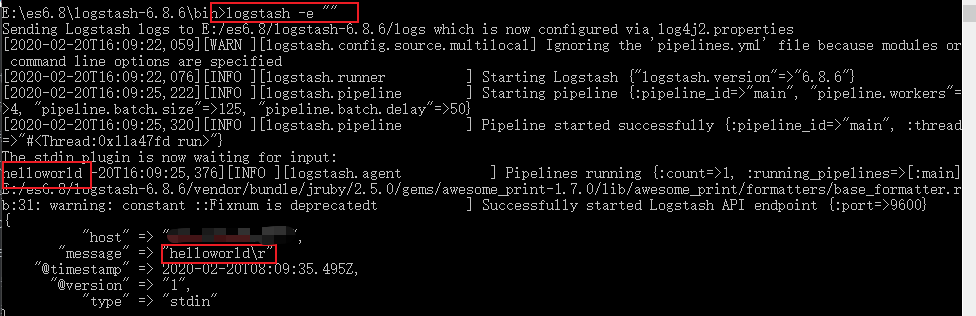 E:\es6.8\logstash-6.8.6\bin>logstash -e ""
Sending Logstash logs to E:/es6.8/logstash-6.8.6/logs which is now configured via log4j2.properties
[2020-02-20T16:09:22,059][WARN ][logstash.config.source.multilocal] Ignoring the 'pipelines.yml' file because modules or
command line options are specified
[2020-02-20T16:09:22,076][INFO ][logstash.runner          ] Starting Logstash {"logstash.version"=>"6.8.6"}
[2020-02-20T16:09:25,222][INFO ][logstash.pipeline        ] Starting pipeline {:pipeline_id=>"main", "pipeline.workers"=
>4, "pipeline.batch.size"=>125, "pipeline.batch.delay"=>50}
[2020-02-20T16:09:25,320][INFO ][logstash.pipeline        ] Pipeline started successfully {:pipeline_id=>"main", :thread
=>"#<Thread:0x11a47fd run>"}
The stdin plugin is now waiting for input:
helloworld -20T16:09:25,376][INFO ][logstash.agent           ] Pipelines running {:count=>1, :running_pipelines=>[:main]
E:/es6.8/logstash-6.8.6/vendor/bundle/jruby/2.5.0/gems/awesome_print-1.7.0/lib/awesome_print/formatters/base_formatter.r
b:31: warning: constant ::Fixnum is deprecatedt           ] Successfully started Logstash API endpoint {:port=>9600}
{
"host" => "",
"message" => "helloworld\r"
"@timestamp" => 2020-02-20T08:09:35.495Z,
"@version" => "1",
"type" => "stdin"